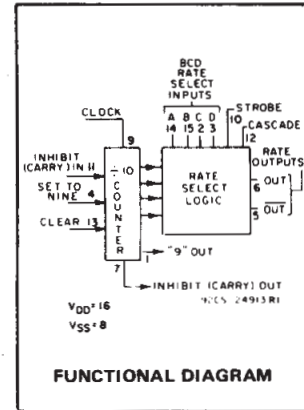 BCD
RATE
SELECT
INPUTS
A B C D
14 15 2 3
STROBE
10
CASCADE
12
CLOCK
9
RATE
OUTPUTS
INHIBIT
(CARRY) IN 11
SET TO
NINE 4
CLEAR 13
÷ 10
COUNTER
RATE
SELECT
LOGIC
6 OUT
5 OUT
1 "9" OUT
7
INHIBIT (CARRY) OUT
92CS-24913R1
VDD=16
VSS=8
FUNCTIONAL DIAGRAM